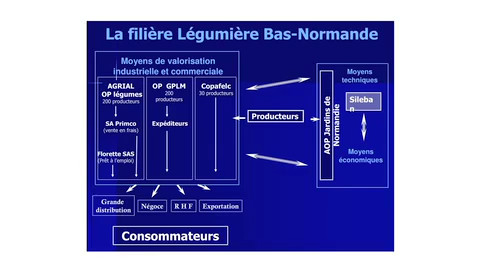 La filière Légumière Bas-Normande
Moyens de valorisation
industrielle et commerciale
AGRIAL
OP légumes
200 producteurs
SA Primco
(vente en frais)
Florette SAS
(Prêt à l'emploi)
OP GPLM
200
producteurs
Expéditeurs
Copafelc
30 producteurs
Producteurs
AOP Jardins de
Normandie
Moyens
techniques
Sileba
n
Moyens
économiques
Grande
distribution
Négoce
R H F
Exportation
Consommateurs